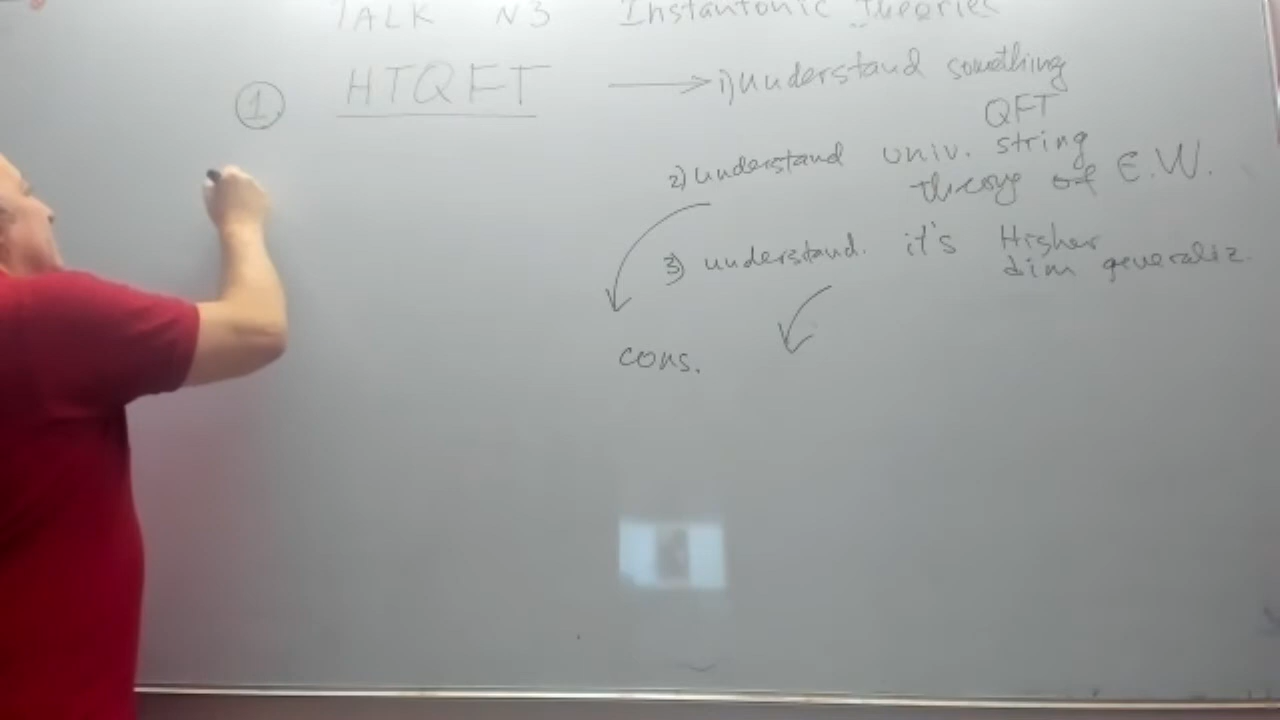 TALK N3 Instantonic Theories
① HTQFT → 1) understand something
QFT
2) understand univ. string
theory of E.W.
3) understand. it's Higher
dim generaliz.
cons.